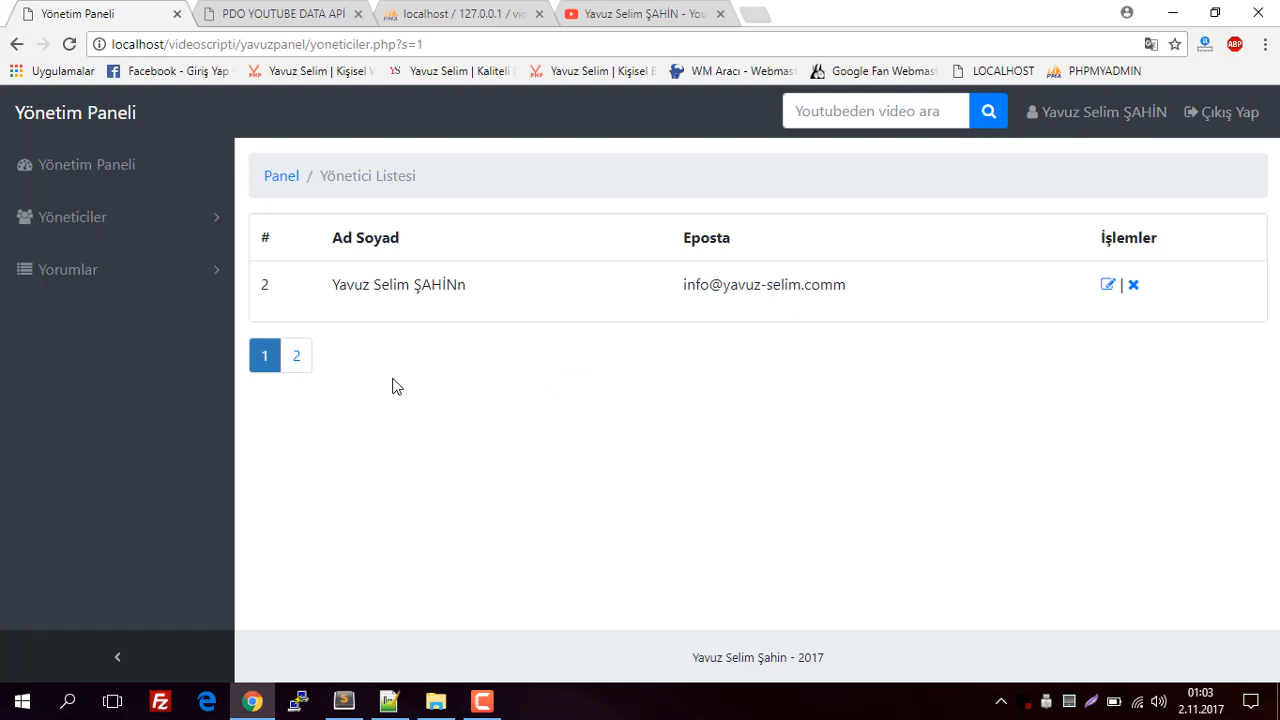 Yönetim Paneli
PDO YOUTUBE DATA APİ
localhost / 127.0.0.1 / vid
Yavuz Selim ŞAHİN - You
localhost/videoscripti/yavuzpanel/yoneticiler.php?s=1
ABP
Uygulamalar
Facebook - Giriş Yap
Yavuz Selim | Kişisel
Yavuz Selim | Kaliteli
Yavuz Selim | Kişisel
WM Aracı - Webmast
Google Fan Webmast
LOCALHOST
PHPMYADMIN
Yönetim Paneli
Youtubeden video ara
Yavuz Selim ŞAHİN
Çıkış Yap
Yönetim Paneli
Yöneticiler
Yorumlar
Panel / Yönetici Listesi
# Ad Soyad Eposta İşlemler
2 Yavuz Selim ŞAHİNn info@yavuz-selim.comm |
1 2
Yavuz Selim Şahin - 2017
01:03
2.11.2017